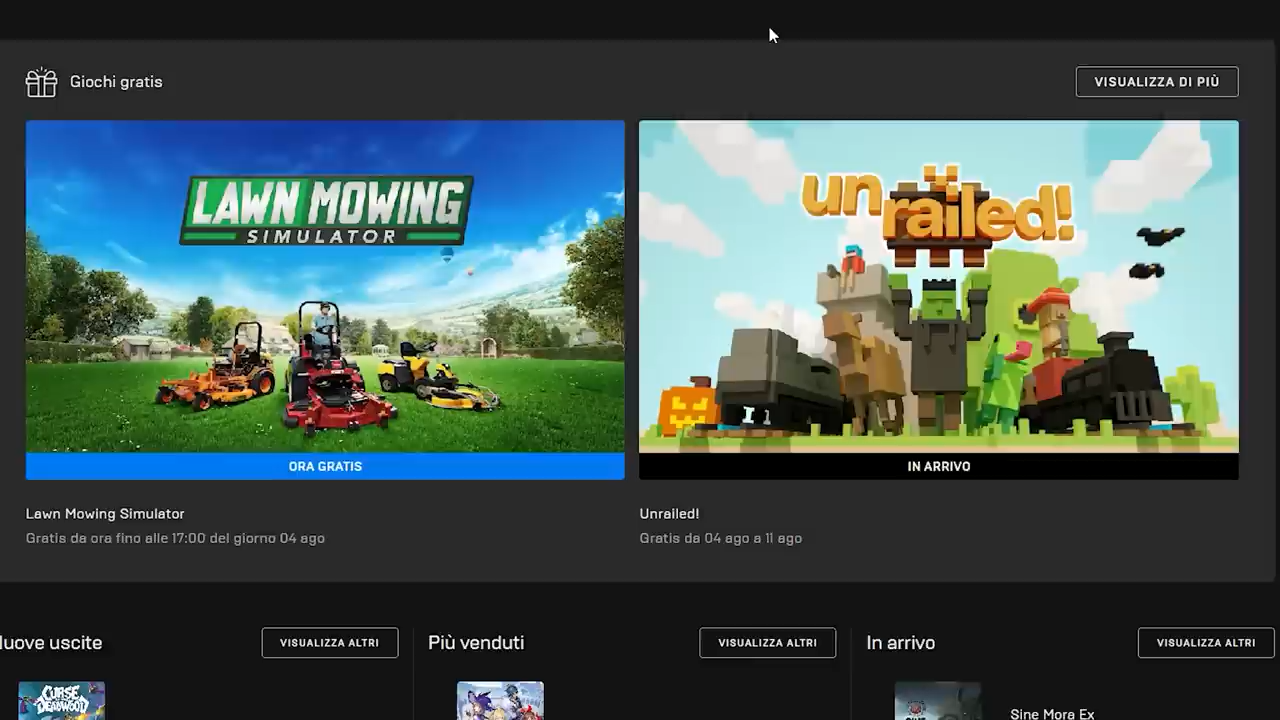 Giochi gratis
VISUALIZZA DI PIÙ
LAWN MOWING
SIMULATOR
unrailed!
ORA GRATIS
IN ARRIVO
Lawn Mowing Simulator
Gratis da ora fino alle 17:00 del giorno 04 ago
Unrailed!
Gratis da 04 ago a 11 ago
uove uscite
VISUALIZZA ALTRI
Più venduti
VISUALIZZA ALTRI
In arrivo
VISUALIZZA ALTRI
CURSE
DEADWOOD
Sine Mora Ex